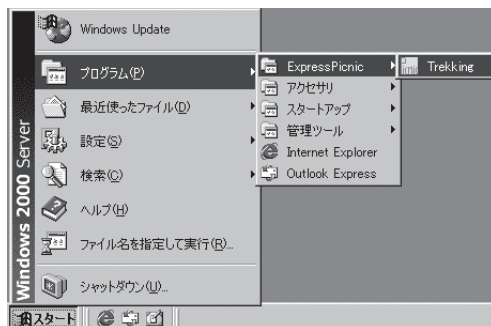 Windows Update
プログラム(P)
最近使ったファイル(D)
設定(S)
検索(C)
ヘルプ(H)
ファイル名を指定して実行(R)...
シャットダウン(U)...
Windows 2000 Server
ExpressPicnic
アクセサリ
スタートアップ
管理ツール
Internet Explorer
Outlook Express
Trekking
スタート